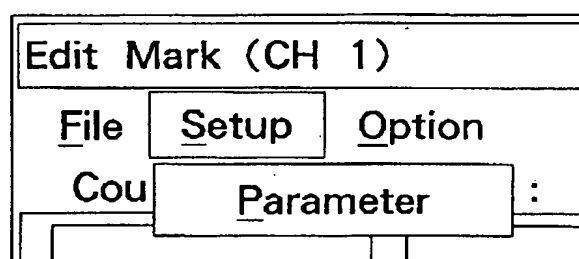 Edit Mark (CH 1)
File Setup Option
Cou :
Parameter